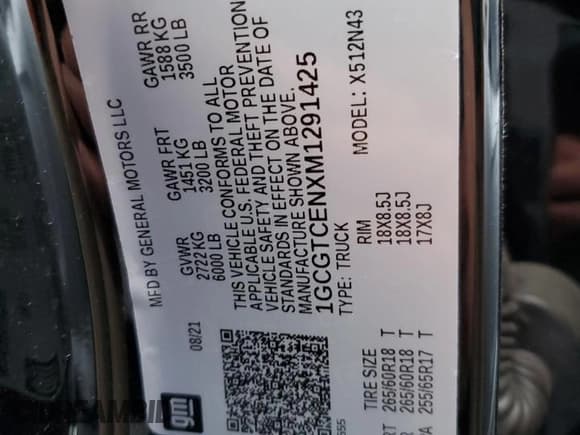 MFD BY GENERAL MOTORS LLC
08/21
GVWR
2722 KG
6000 LB
GAWR FRT
1451 KG
3200 LB
GAWR RR
1588 KG
3500 LB
THIS VEHICLE CONFORMS TO ALL
APPLICABLE U.S. FEDERAL MOTOR
VEHICLE SAFETY AND THEFT PREVENTION
STANDARDS IN EFFECT ON THE DATE OF
MANUFACTURE SHOWN ABOVE.
1GCGTCENXM1291425
TYPE: TRUCK
MODEL: X512N43
gm
TIRE SIZE
RIM
265/60R18 T
18X8.5J
265/60R18 T
18X8.5J
255/65R17 T
17X8J